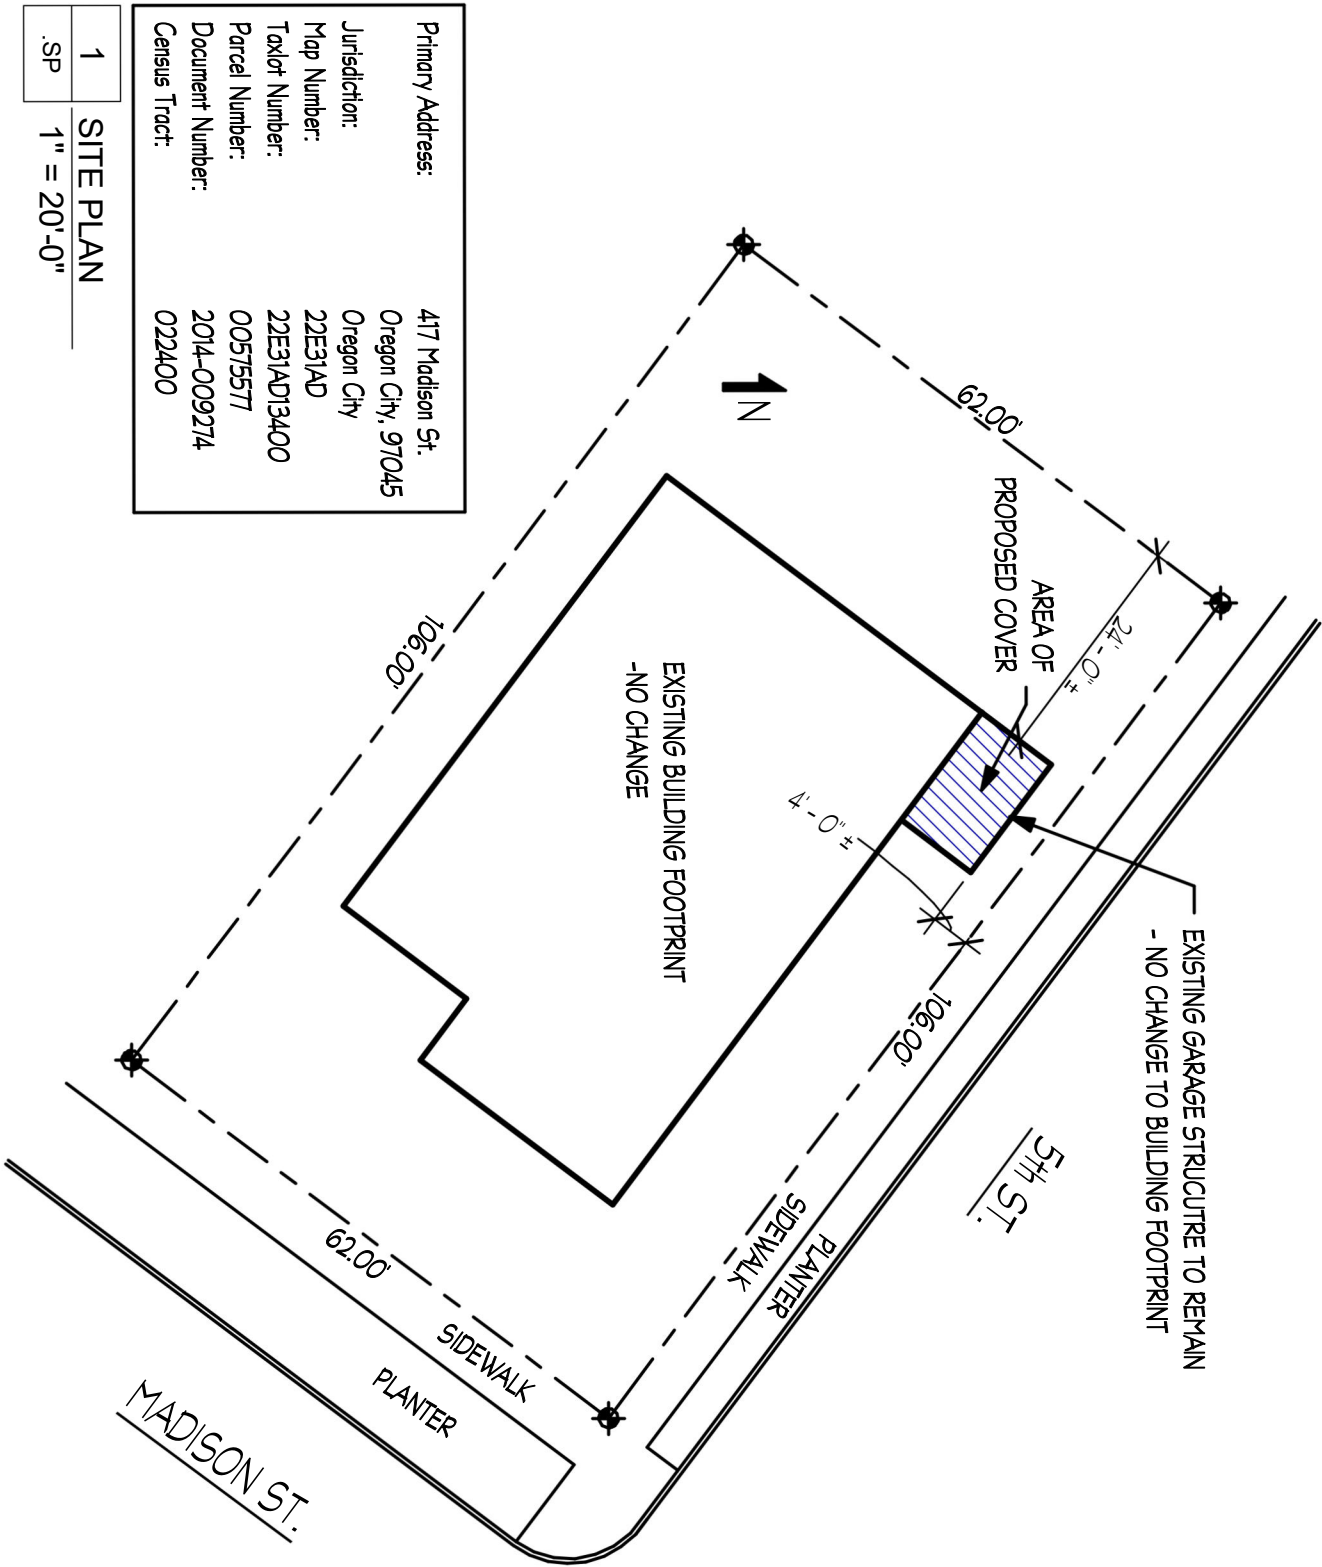 EXISTING GARAGE STRUCUTRE TO REMAIN
- NO CHANGE TO BUILDING FOOTPRINT
5th ST.
24' - 0" ±
AREA OF
PROPOSED COVER
62.00'
4' - 0" ±
106.00'
PLANTER
SIDEWALK
N
EXISTING BUILDING FOOTPRINT
-NO CHANGE
106.00'
62.00'
SIDEWALK
PLANTER
MADISON ST.
Primary Address: 417 Madison St.
Oregon City, 97045
Jurisdiction: Oregon City
Map Number: 22E31AD
Taxlot Number: 22E31AD13400
Parcel Number: 00575577
Document Number: 2014-009274
Census Tract: 022400
1 SITE PLAN
.SP 1" = 20'-0"